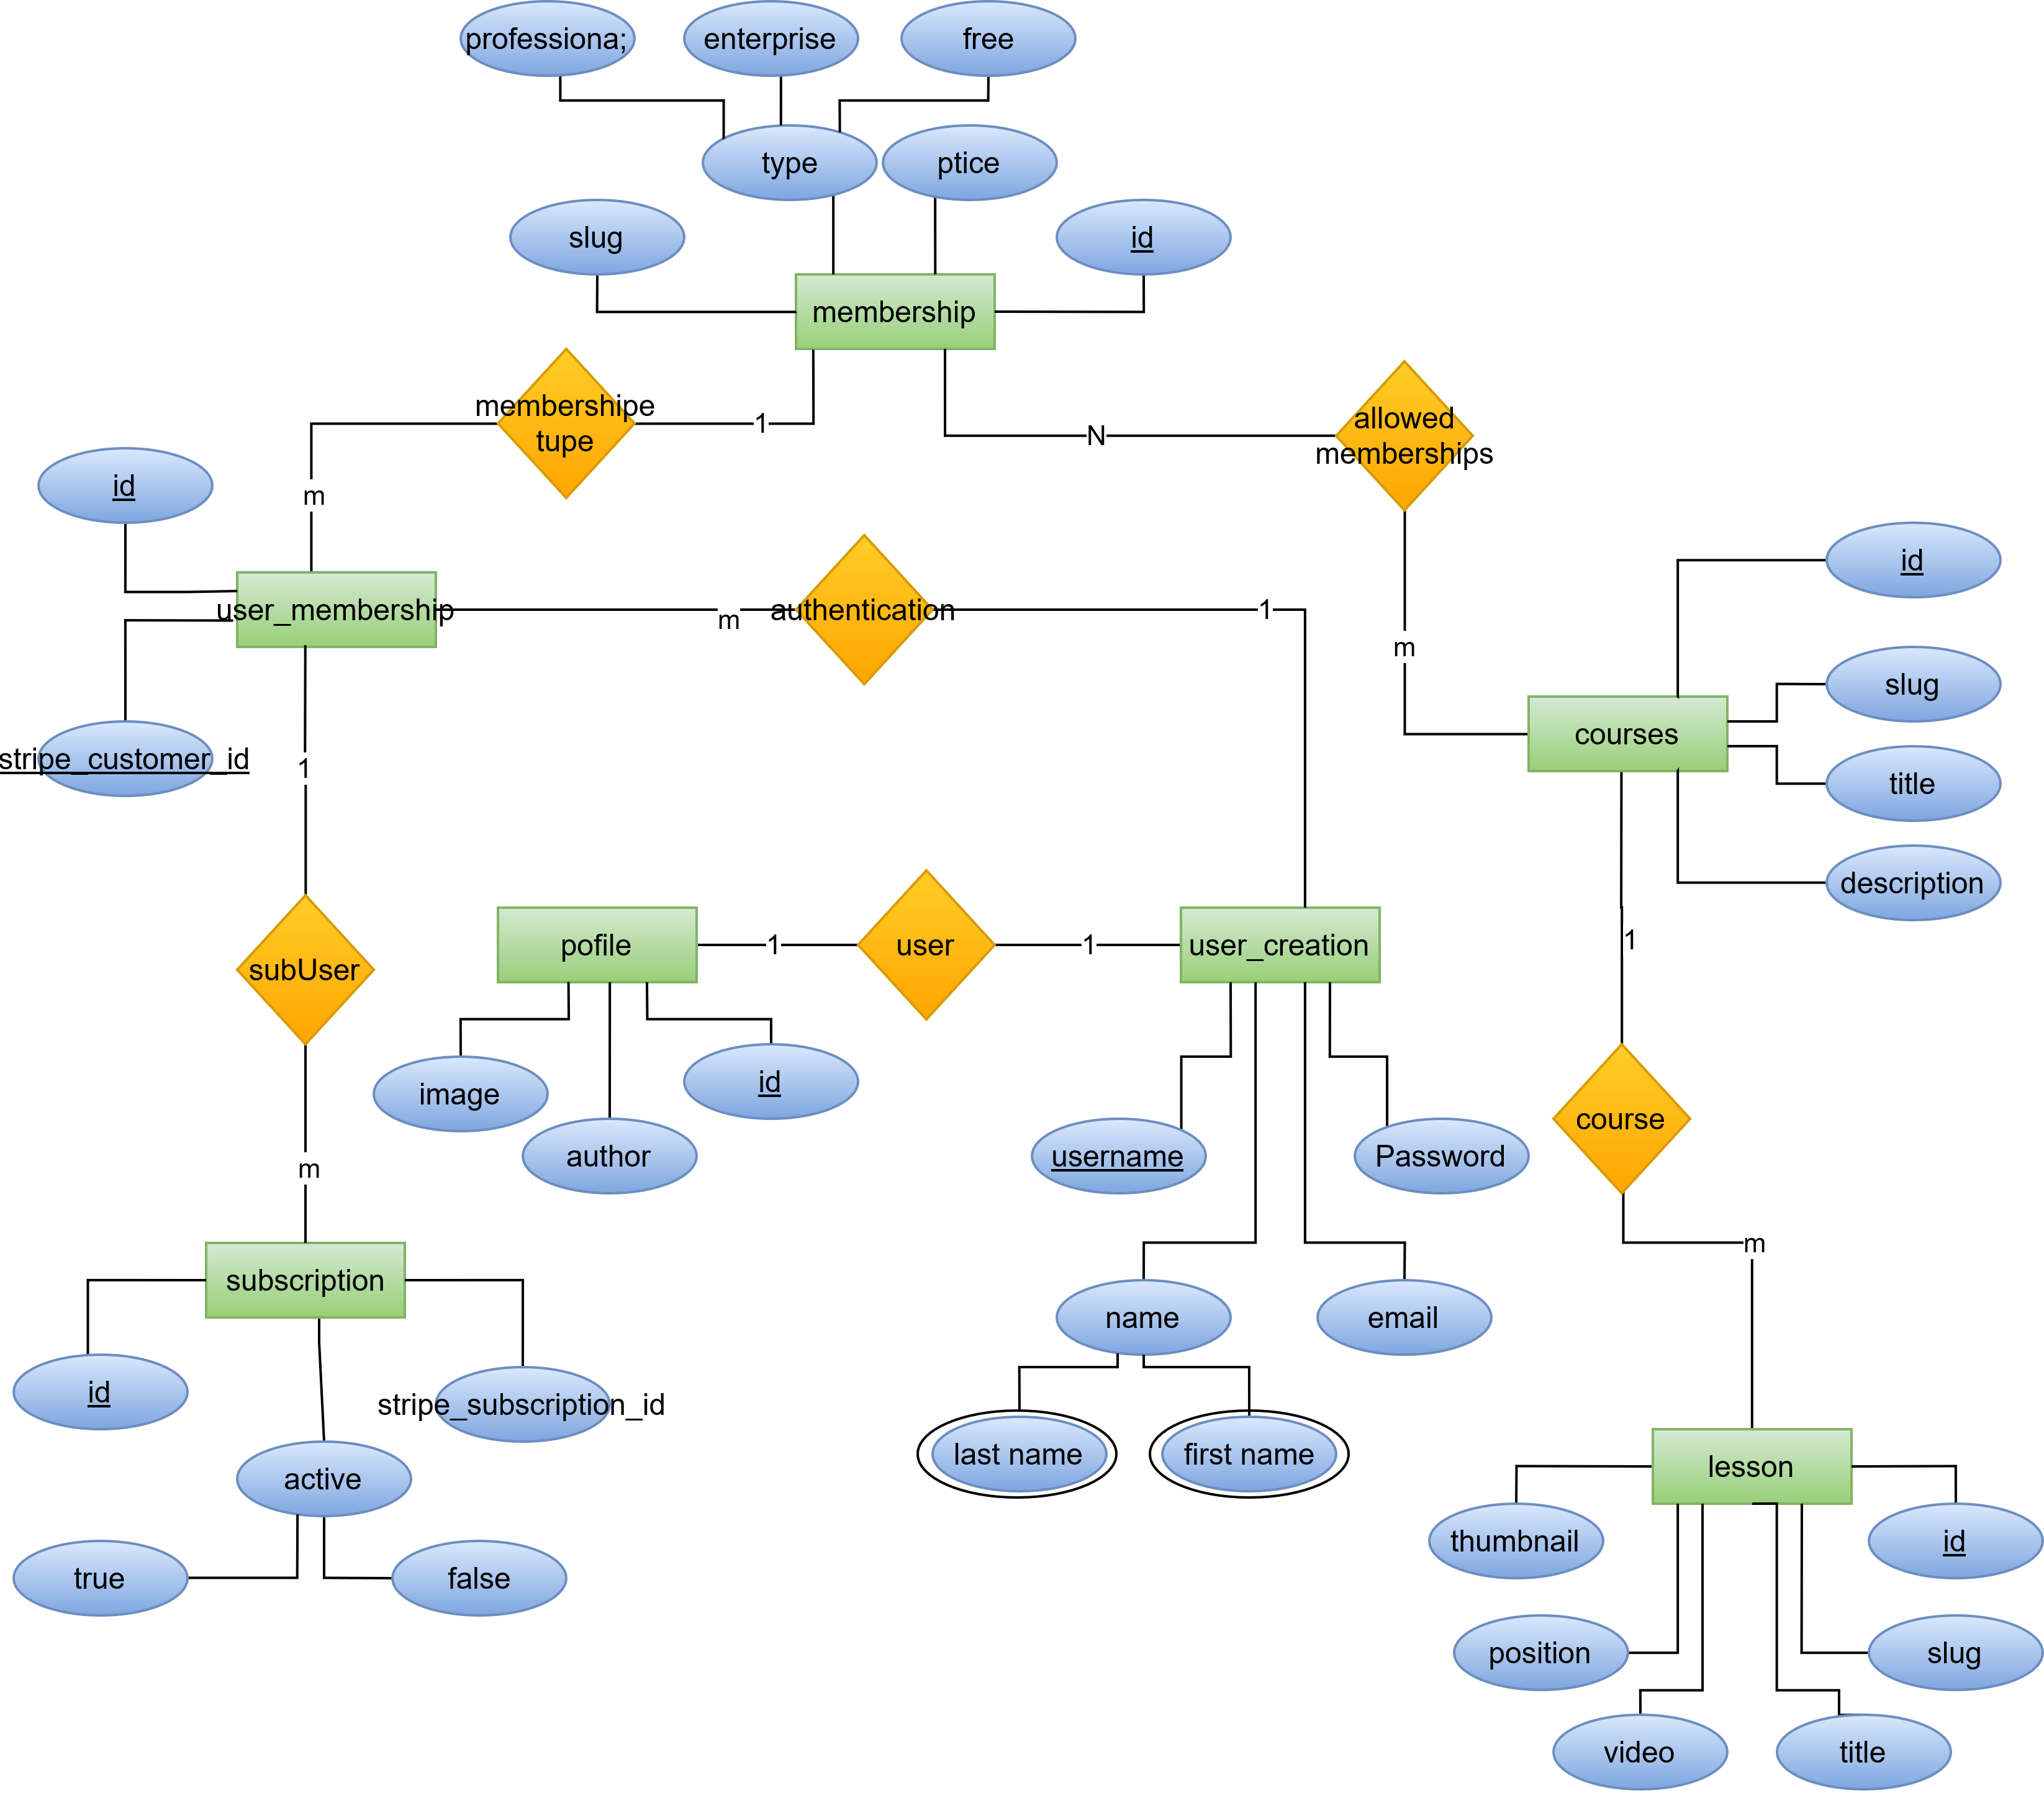 professiona;
enterprise
free
type
ptice
slug
id
membership
membershipe
tupe
1
N
allowed
memberships
id
m
user_membership
m
authentication
1
id
m
slug
courses
stripe_customer_id
1
title
description
pofile
1
user
1
user_creation
1
subUser
image
id
author
username
Password
course
m
m
subscription
name
email
id
stripe_subscription_id
last name
first name
lesson
active
thumbnail
id
true
false
position
slug
video
title